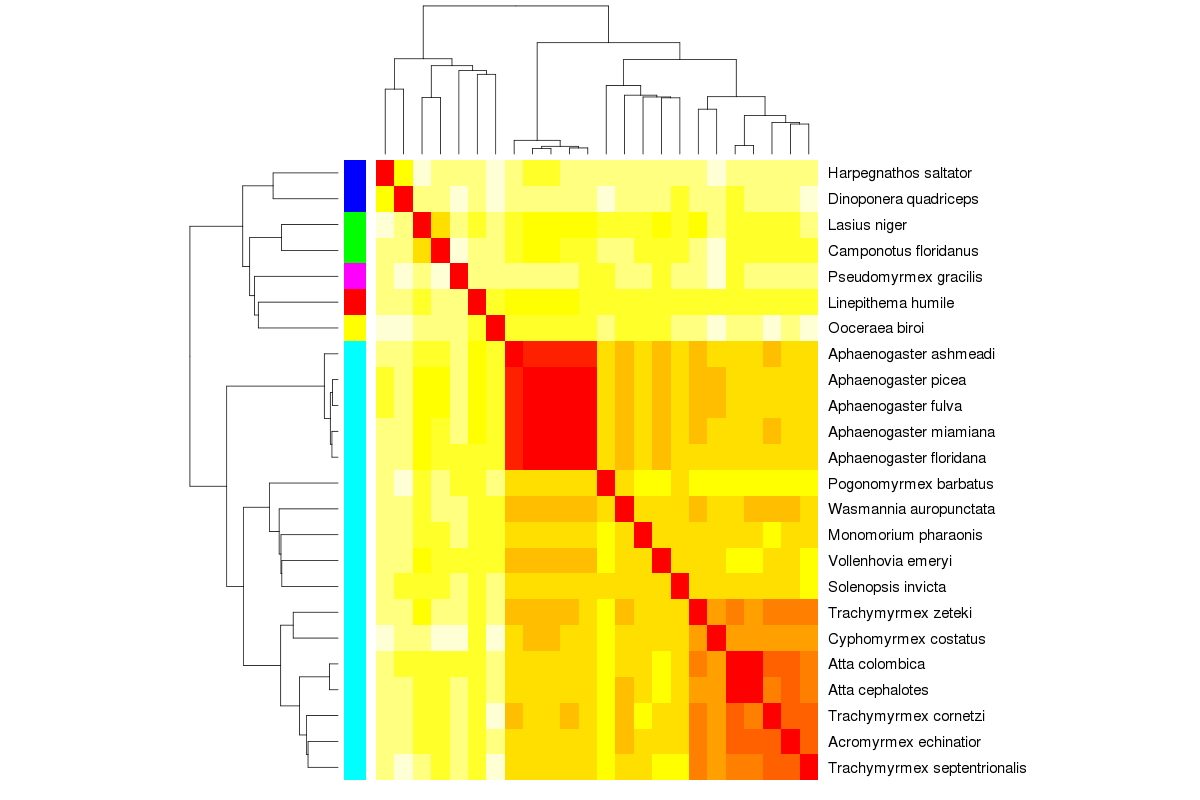 Harpegnathos saltator
Dinoponera quadriceps
Lasius niger
Camponotus floridanus
Pseudomyrmex gracilis
Linepithema humile
Ooceraea biroi
Aphaenogaster ashmeadi
Aphaenogaster picea
Aphaenogaster fulva
Aphaenogaster miamiana
Aphaenogaster floridana
Pogonomyrmex barbatus
Wasmannia auropunctata
Monomorium pharaonis
Vollenhovia emeryi
Solenopsis invicta
Trachymyrmex zeteki
Cyphomyrmex costatus
Atta colombica
Atta cephalotes
Trachymyrmex cornetzi
Acromyrmex echinatior
Trachymyrmex septentrionalis